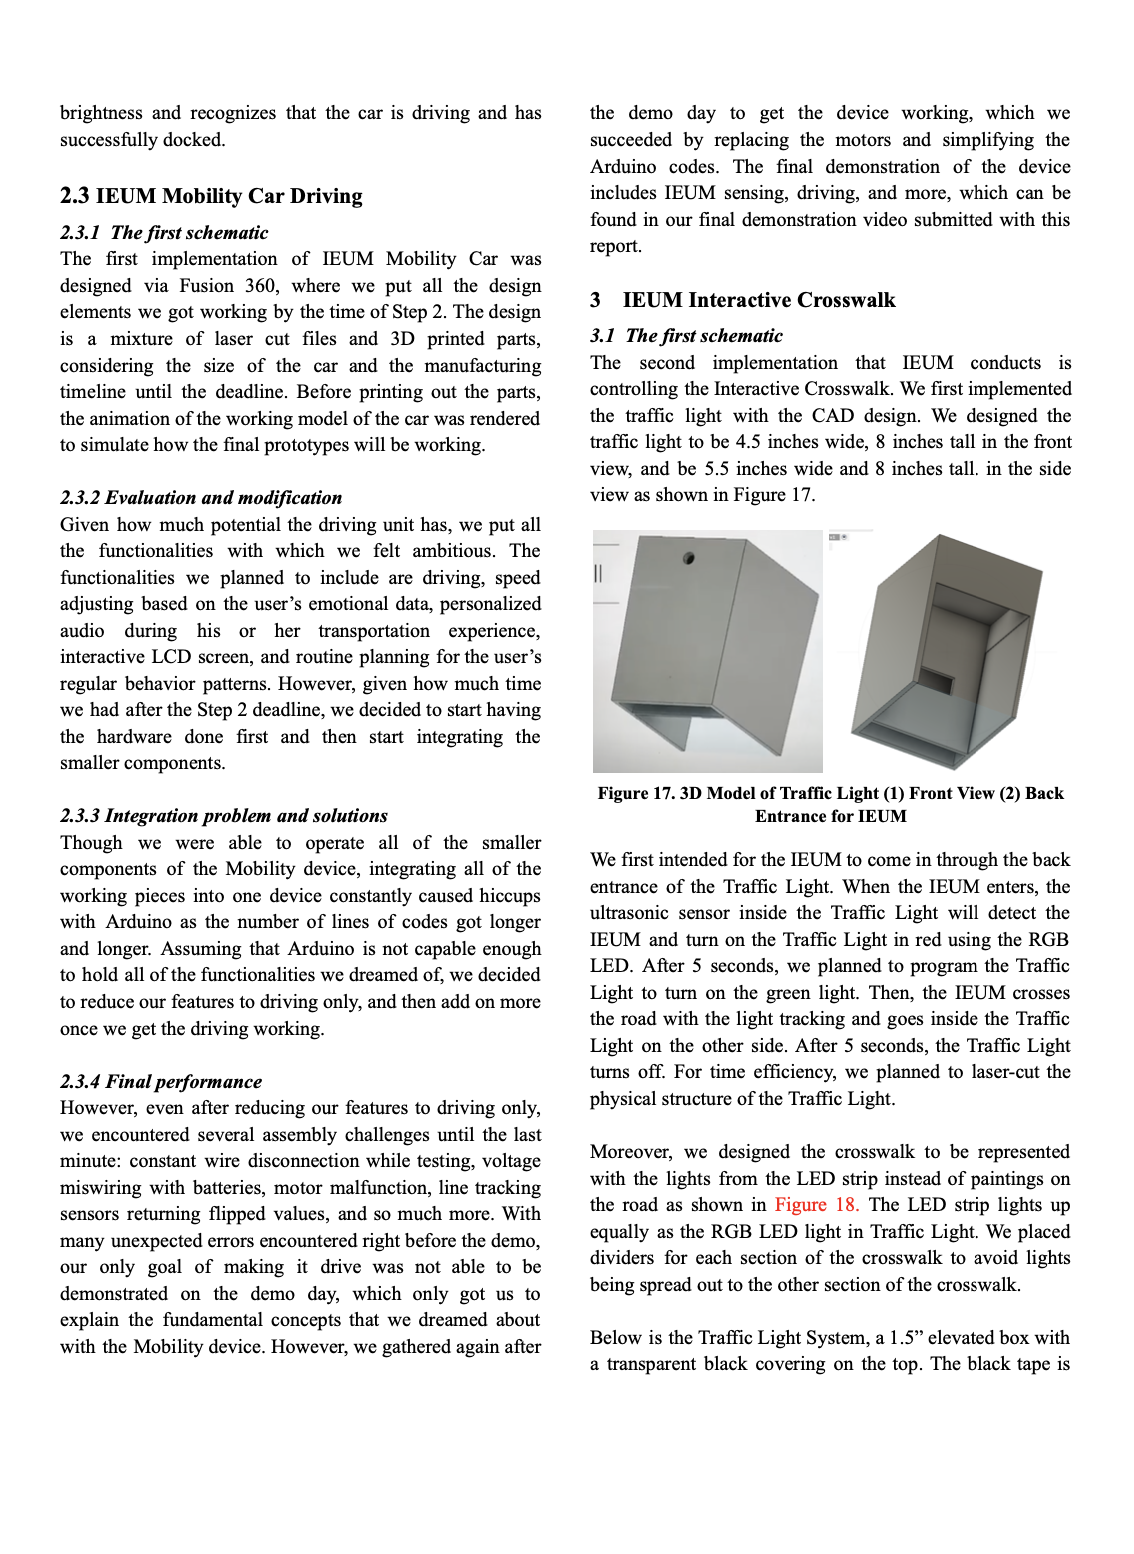 brightness and recognizes that the car is driving and has
successfully docked.
2.3 IEUM Mobility Car Driving
2.3.1 The first schematic
The first implementation of IEUM Mobility Car was
designed via Fusion 360, where we put all the design
elements we got working by the time of Step 2. The design
is a mixture of laser cut files and 3D printed parts,
considering the size of the car and the manufacturing
timeline until the deadline. Before printing out the parts,
the animation of the working model of the car was rendered
to simulate how the final prototypes will be working.
2.3.2 Evaluation and modification
Given how much potential the driving unit has, we put all
the functionalities with which we felt ambitious. The
functionalities we planned to include are driving, speed
adjusting based on the user’s emotional data, personalized
audio during his or her transportation experience,
interactive LCD screen, and routine planning for the user’s
regular behavior patterns. However, given how much time
we had after the Step 2 deadline, we decided to start having
the hardware done first and then start integrating the
smaller components.
2.3.3 Integration problem and solutions
Though we were able to operate all of the smaller
components of the Mobility device, integrating all of the
working pieces into one device constantly caused hiccups
with Arduino as the number of lines of codes got longer
and longer. Assuming that Arduino is not capable enough
to hold all of the functionalities we dreamed of, we decided
to reduce our features to driving only, and then add on more
once we get the driving working.
2.3.4 Final performance
However, even after reducing our features to driving only,
we encountered several assembly challenges until the last
minute: constant wire disconnection while testing, voltage
miswiring with batteries, motor malfunction, line tracking
sensors returning flipped values, and so much more. With
many unexpected errors encountered right before the demo,
our only goal of making it drive was not able to be
demonstrated on the demo day, which only got us to
explain the fundamental concepts that we dreamed about
with the Mobility device. However, we gathered again after
the demo day to get the device working, which we
succeeded by replacing the motors and simplifying the
Arduino codes. The final demonstration of the device
includes IEUM sensing, driving, and more, which can be
found in our final demonstration video submitted with this
report.
3 IEUM Interactive Crosswalk
3.1 The first schematic
The second implementation that IEUM conducts is
controlling the Interactive Crosswalk. We first implemented
the traffic light with the CAD design. We designed the
traffic light to be 4.5 inches wide, 8 inches tall in the front
view, and be 5.5 inches wide and 8 inches tall. in the side
view as shown in Figure 17.
Figure 17. 3D Model of Traffic Light (1) Front View (2) Back
Entrance for IEUM
We first intended for the IEUM to come in through the back
entrance of the Traffic Light. When the IEUM enters, the
ultrasonic sensor inside the Traffic Light will detect the
IEUM and turn on the Traffic Light in red using the RGB
LED. After 5 seconds, we planned to program the Traffic
Light to turn on the green light. Then, the IEUM crosses
the road with the light tracking and goes inside the Traffic
Light on the other side. After 5 seconds, the Traffic Light
turns off. For time efficiency, we planned to laser-cut the
physical structure of the Traffic Light.
Moreover, we designed the crosswalk to be represented
with the lights from the LED strip instead of paintings on
the road as shown in Figure 18. The LED strip lights up
equally as the RGB LED light in Traffic Light. We placed
dividers for each section of the crosswalk to avoid lights
being spread out to the other section of the crosswalk.
Below is the Traffic Light System, a 1.5” elevated box with
a transparent black covering on the top. The black tape is